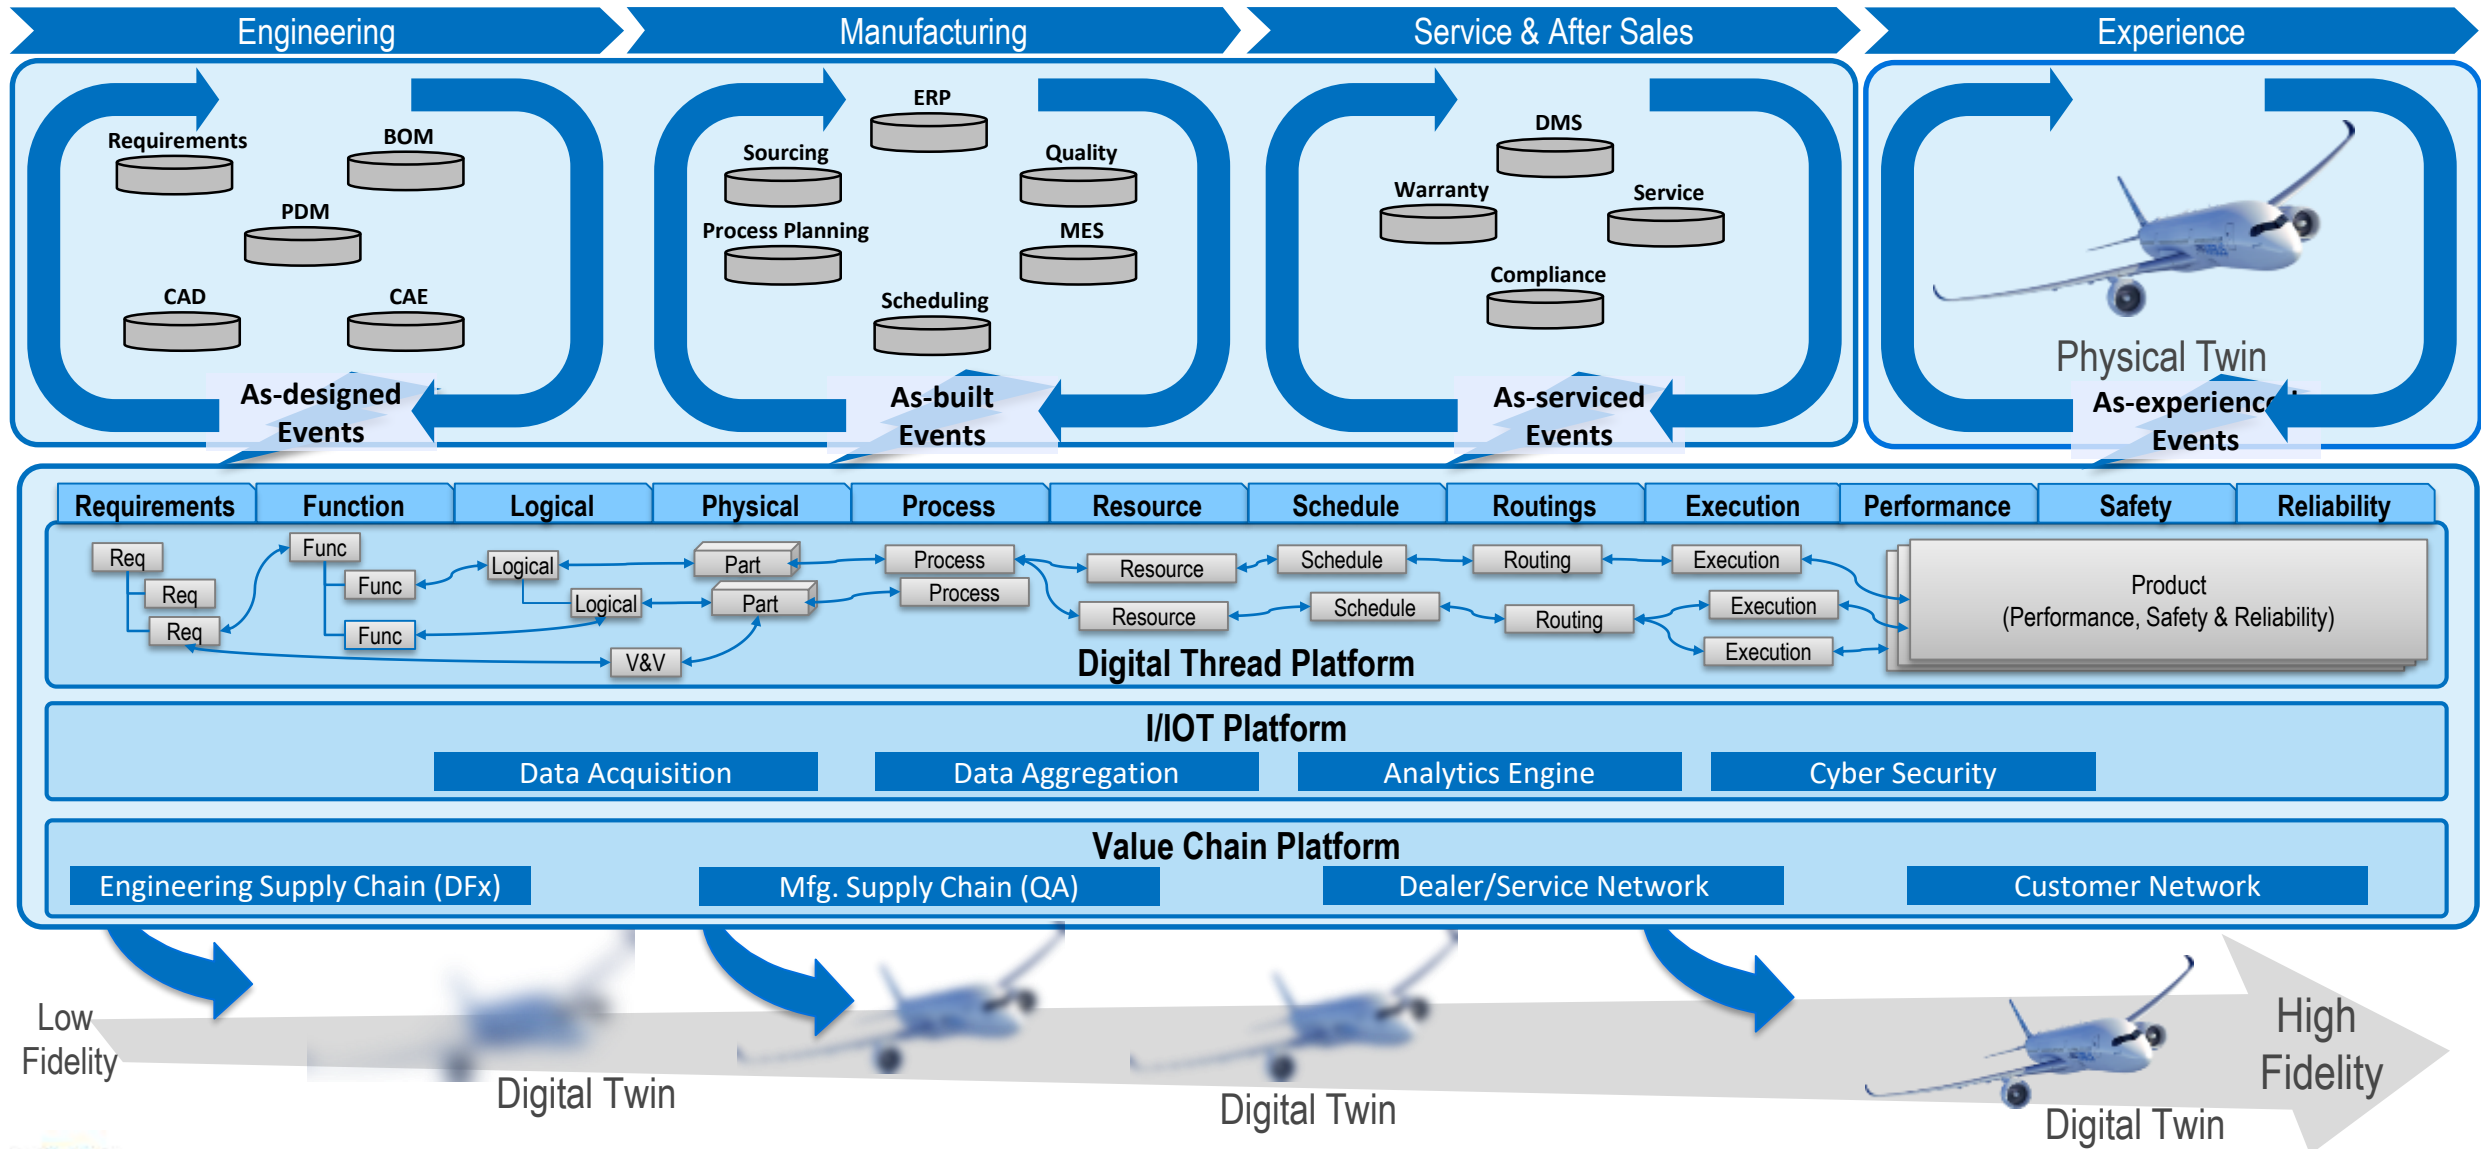 Engineering
Manufacturing
Service & After Sales
Experience
Requirements
BOM
PDM
CAD
CAE
As-designed
Events
ERP
Sourcing
Quality
Process Planning
MES
Scheduling
As-built
Events
DMS
Warranty
Service
Compliance
As-serviced
Events
Physical Twin
As-experienced
Events
Requirements
Function
Logical
Physical
Process
Resource
Schedule
Routings
Execution
Performance
Safety
Reliability
Req
Req
Req
Func
Func
Func
Logical
Logical
V&V
Part
Part
Process
Process
Resource
Resource
Schedule
Schedule
Routing
Routing
Execution
Execution
Execution
Product
(Performance, Safety & Reliability)
Digital Thread Platform
I/IOT Platform
Data Acquisition
Data Aggregation
Analytics Engine
Cyber Security
Value Chain Platform
Engineering Supply Chain (DFx)
Mfg. Supply Chain (QA)
Dealer/Service Network
Customer Network
Low
Fidelity
Digital Twin
Digital Twin
Digital Twin
High
Fidelity